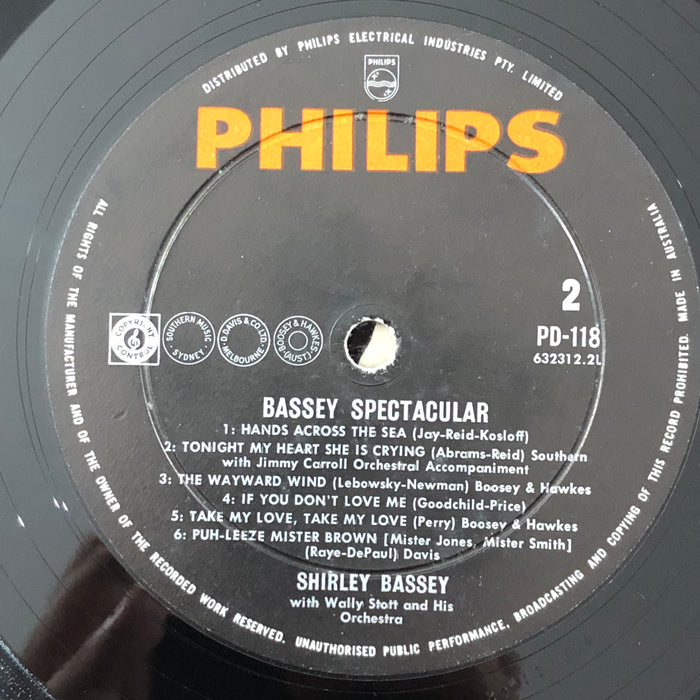 DISTRIBUTED BY PHILIPS ELECTRICAL INDUSTRIES PTY. LIMITED
PHILIPS
PHILIPS
2
PD-118
632312.2L
COPYRIGHT CONTROL
SOUTHERN MUSIC SYDNEY
D. DAVIS & CO. LTD. MELBOURNE
BOOSEY & HAWKES (AUST)
BASSEY SPECTACULAR
1: HANDS ACROSS THE SEA (Jay-Reid-Kosloff)
2: TONIGHT MY HEART SHE IS CRYING (Abrams-Reid) Southern
with Jimmy Carroll Orchestral Accompaniment
3: THE WAYWARD WIND (Lebowsky-Newman) Boosey & Hawkes
4: IF YOU DON'T LOVE ME (Goodchild-Price)
5: TAKE MY LOVE, TAKE MY LOVE (Perry) Boosey & Hawkes
6: PUH-LEEZE MISTER BROWN [Mister Jones, Mister Smith]
(Raye-DePaul) Davis
SHIRLEY BASSEY
with Wally Stott and His
Orchestra
ALL RIGHTS OF THE MANUFACTURER AND OF THE OWNER OF THE RECORDED WORK RESERVED. UNAUTHORISED PUBLIC PERFORMANCE, BROADCASTING AND COPYING OF THIS RECORD PROHIBITED. MADE IN AUSTRALIA